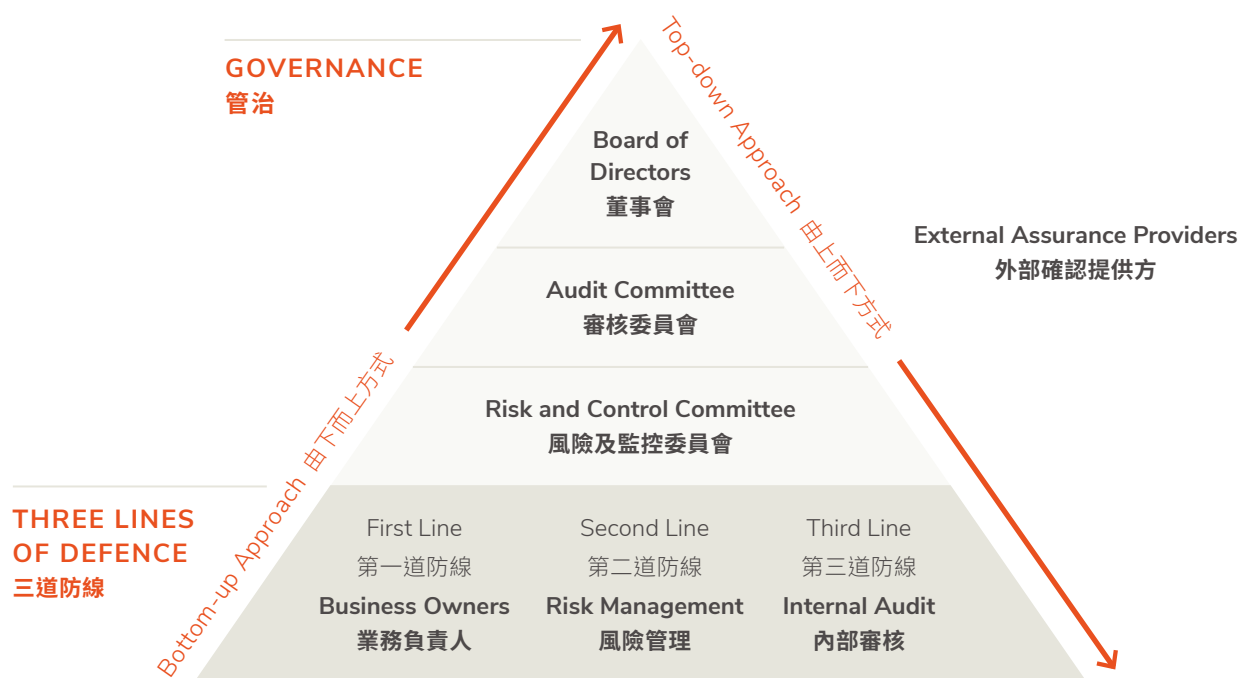 GOVERNANCE
管治
Top-down Approach 由上而下方式
Board of
Directors
董事會
External Assurance Providers
外部確認提供方
Audit Committee
審核委員會
Bottom-up Approach 由下而上方式
Risk and Control Committee
風險及監控委員會
THREE LINES
OF DEFENCE
三道防線
First Line
第一道防線
Business Owners
業務負責人
Second Line
第二道防線
Risk Management
風險管理
Third Line
第三道防線
Internal Audit
內部審核